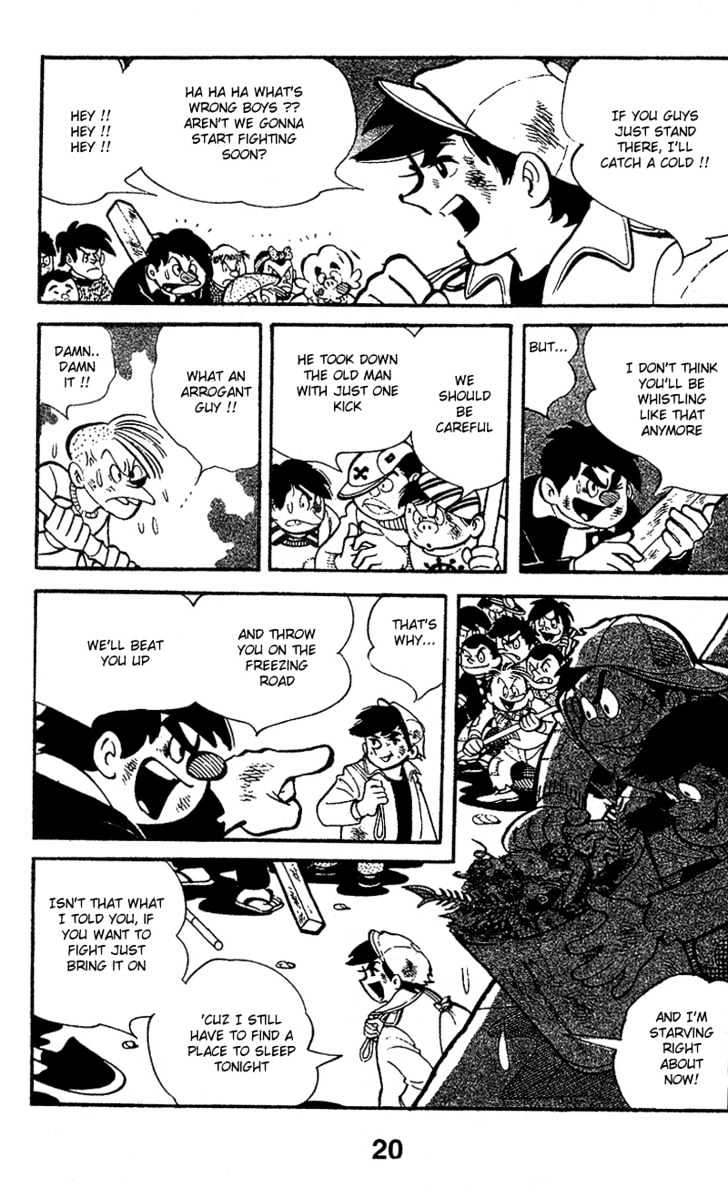 HEY !!
HEY !!
HEY !!
HA HA HA WHAT'S
WRONG BOYS ??
AREN'T WE GONNA
START FIGHTING
SOON?
IF YOU GUYS
JUST STAND
THERE, I'LL
CATCH A COLD !!
DAMN..
DAMN
IT !!
WHAT AN
ARROGANT
GUY !!
HE TOOK DOWN
THE OLD MAN
WITH JUST ONE
KICK
WE
SHOULD
BE
CAREFUL
BUT...
I DON'T THINK
YOU'LL BE
WHISTLING
LIKE THAT
ANYMORE
WE'LL BEAT
YOU UP
AND THROW
YOU ON THE
FREEZING
ROAD
THAT'S
WHY...
ISN'T THAT WHAT
I TOLD YOU, IF
YOU WANT TO
FIGHT JUST
BRING IT ON
'CUZ I STILL
HAVE TO FIND A
PLACE TO SLEEP
TONIGHT
AND I'M
STARVING
RIGHT
ABOUT
NOW!
20